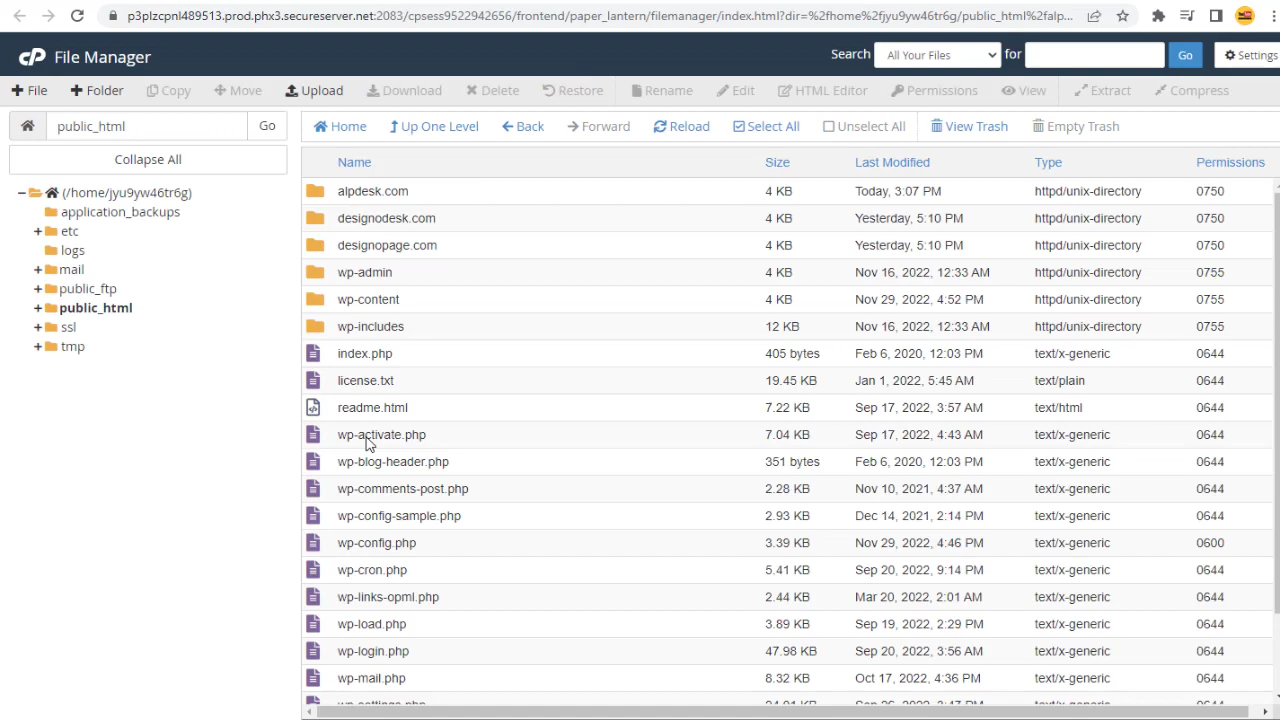 p3plzcpnl489513.prod.phx3.secureserver.net:2083/cpsess9522942656/frontend/paper_lantern/filemanager/index.html?dir=%2fhome%2fjyu9yw46tr6g%2fpublic_html%2falp...
cP File Manager Search All Your Files for Go Settings
File Folder Copy Move Upload Download Delete Restore Rename Edit HTML Editor Permissions View Extract Compress
public_html Go
Home Up One Level Back Forward Reload Select All Unselect All View Trash Empty Trash
Collapse All
(/home/jyu9yw46tr6g)
application_backups
etc
logs
mail
public_ftp
public_html
ssl
tmp
Name Size Last Modified Type Permissions
alpdesk.com 4 KB Today, 3:07 PM httpd/unix-directory 0750
designodesk.com 4 KB Yesterday, 5:10 PM httpd/unix-directory 0750
designopage.com 4 KB Yesterday, 5:10 PM httpd/unix-directory 0750
wp-admin 4 KB Nov 16, 2022, 12:33 AM httpd/unix-directory 0755
wp-content 4 KB Nov 29, 2022, 4:52 PM httpd/unix-directory 0755
wp-includes 12 KB Nov 16, 2022, 12:33 AM httpd/unix-directory 0755
index.php 405 bytes Feb 6, 2020, 12:03 PM text/x-generic 0644
license.txt 19.45 KB Jan 1, 2022, 5:45 AM text/plain 0644
readme.html 7.22 KB Sep 17, 2022, 3:57 AM text/html 0644
wp-activate.php 7.04 KB Sep 17, 2022, 4:43 AM text/x-generic 0644
wp-blog-header.php 351 bytes Feb 6, 2020, 12:03 PM text/x-generic 0644
wp-comments-post.php 2.28 KB Nov 10, 2021, 4:37 AM text/x-generic 0644
wp-config-sample.php 2.93 KB Dec 14, 2021, 2:14 PM text/x-generic 0644
wp-config.php 3.39 KB Nov 29, 2022, 4:46 PM text/x-generic 0600
wp-cron.php 5.41 KB Sep 20, 2022, 9:14 PM text/x-generic 0644
wp-links-opml.php 2.44 KB Mar 20, 2022, 2:01 AM text/x-generic 0644
wp-load.php 3.89 KB Sep 19, 2022, 2:29 PM text/x-generic 0644
wp-login.php 47.98 KB Sep 20, 2022, 3:56 AM text/x-generic 0644
wp-mail.php 8.32 KB Oct 17, 2022, 4:36 PM text/x-generic 0644